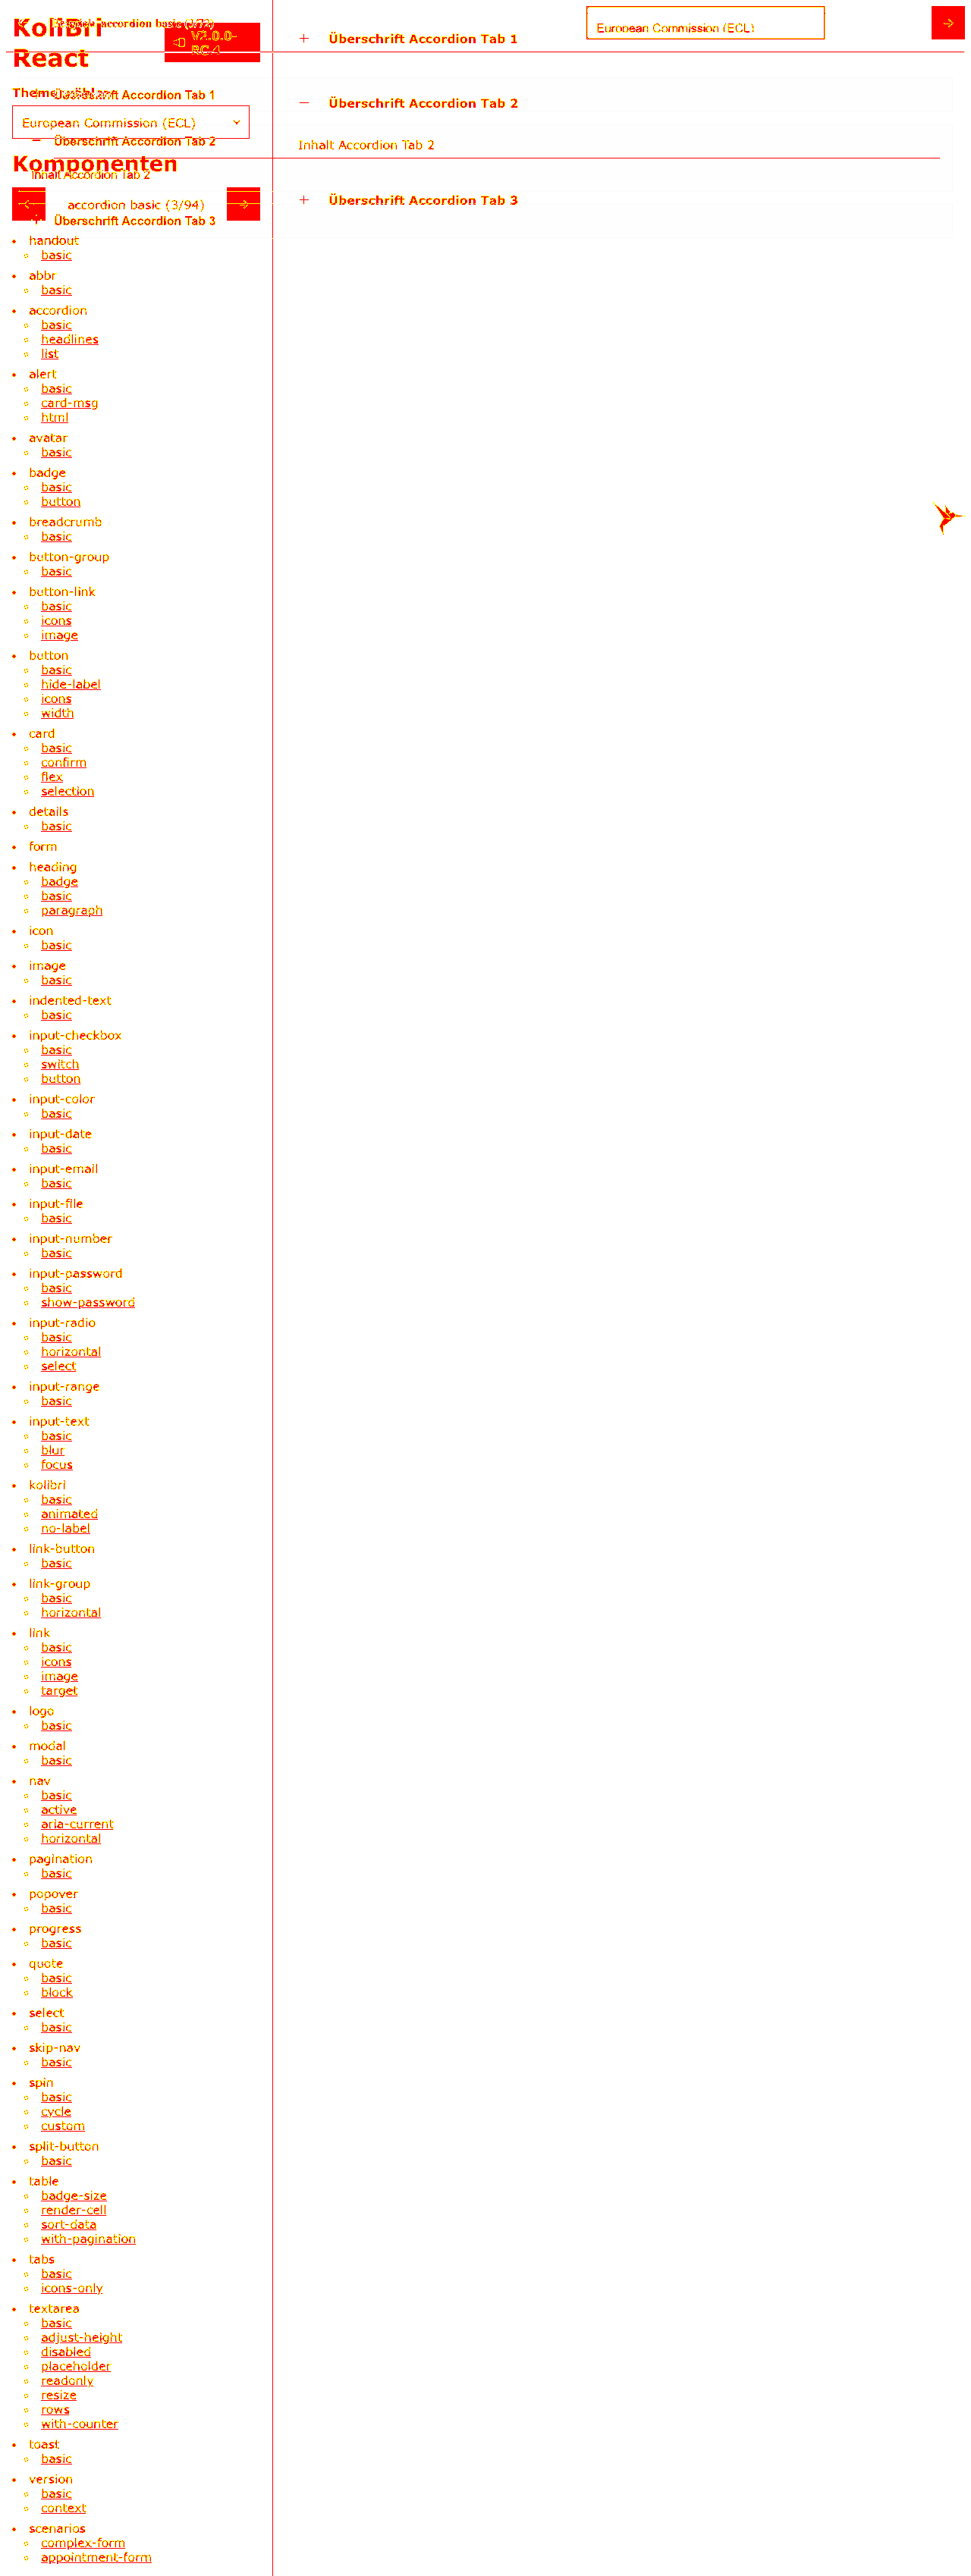 KoliBri
React
accordion basic
European Commission (ECL)
Überschrift Accordion Tab 1
Überschrift Accordion Tab 1
European Commission (ECL)
Überschrift Accordion Tab 2
Überschrift Accordion Tab 2
Inhalt Accordion Tab 2
Komponenten
Inhalt Accordion Tab 2
accordion basic (3/94)
Überschrift Accordion Tab 3
Überschrift Accordion Tab 3
handout
basic
abbr
basic
accordion
basic
headlines
list
alert
basic
card-msg
html
avatar
basic
badge
basic
button
breadcrumb
basic
button-group
basic
button-link
basic
icons
image
button
basic
hide-label
icons
width
card
basic
confirm
flex
selection
details
basic
form
heading
badge
basic
paragraph
icon
basic
image
basic
indented-text
basic
input-checkbox
basic
switch
button
input-color
basic
input-date
basic
input-email
basic
input-file
basic
input-number
basic
input-password
basic
show-password
input-radio
basic
horizontal
select
input-range
basic
input-text
basic
blur
focus
kolibri
basic
animated
no-label
link-button
basic
link-group
basic
horizontal
link
basic
icons
image
target
logo
basic
modal
basic
nav
basic
active
aria-current
horizontal
pagination
basic
popover
basic
progress
basic
quote
basic
block
select
basic
skip-nav
basic
spin
basic
cycle
custom
split-button
basic
table
badge-size
render-cell
sort-data
with-pagination
tabs
basic
icons-only
textarea
basic
adjust-height
disabled
placeholder
readonly
resize
rows
with-counter
toast
basic
version
basic
context
scenarios
complex-form
appointment-form